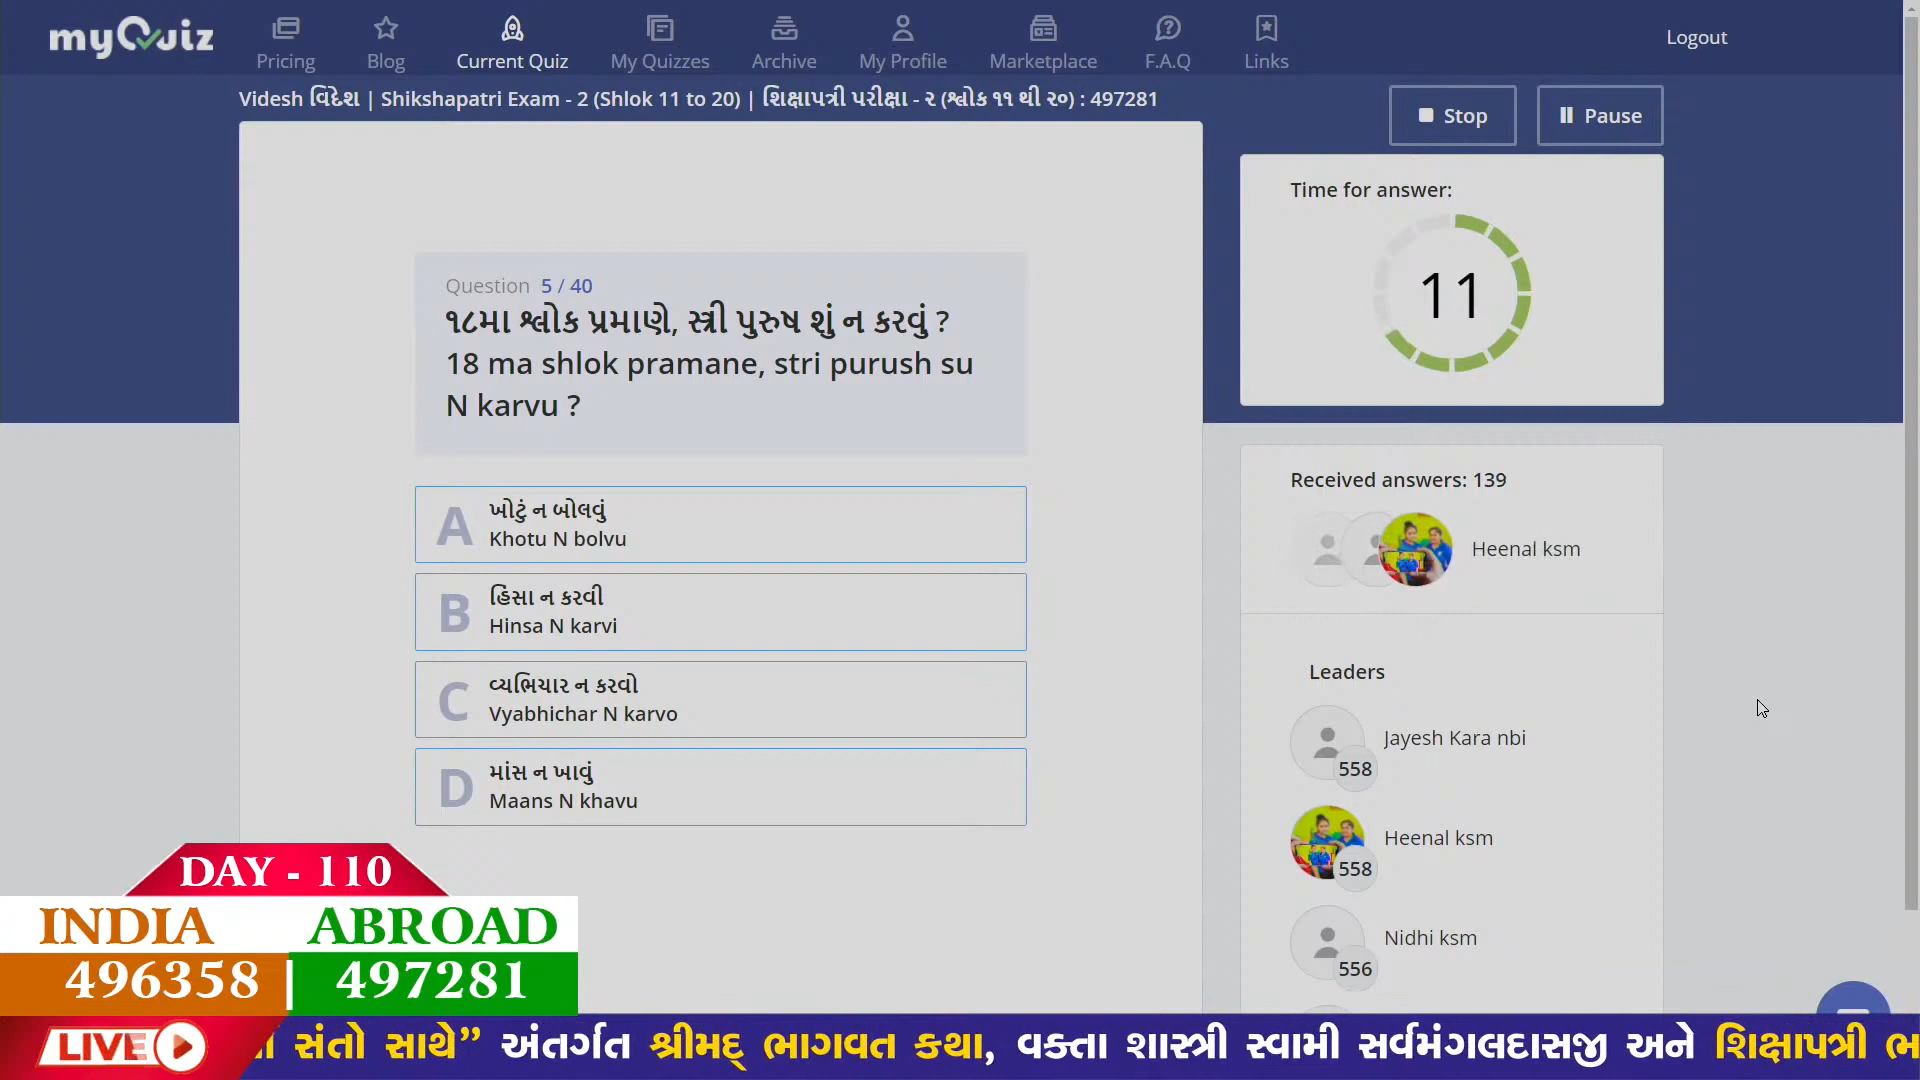 myQuiz
Pricing
Blog
Current Quiz
My Quizzes
Archive
My Profile
Marketplace
F.A.Q
Links
Logout
Videsh વિદેશ | Shikshapatri Exam - 2 (Shlok 11 to 20) | શિક્ષાપત્રી પરીક્ષા - ૨ (શ્લોક ૧૧ થી ૨૦) : 497281
Stop
Pause
Time for answer:
11
Question 5 / 40
૧૮મા શ્લોક પ્રમાણે, સ્ત્રી પુરુષ શું ન કરવું ?
18 ma shlok pramane, stri purush su
N karvu ?
A
ખોટું ન બોલવું
Khotu N bolvu
B
હિંસા ન કરવી
Hinsa N karvi
C
વ્યભિચાર ન કરવો
Vyabhichar N karvo
D
માંસ ન ખાવું
Maans N khavu
Received answers: 139
Heenal ksm
Leaders
Jayesh Kara nbi
558
Heenal ksm
558
Nidhi ksm
556
DAY - 110
INDIA ABROAD
496358 | 497281
LIVE
સંતો સાથે” અંતર્ગત શ્રીમદ્ ભાગવત કથા, વક્તા શાસ્ત્રી સ્વામી સર્વમંગલદાસજી અને શિક્ષાપત્રી ભ